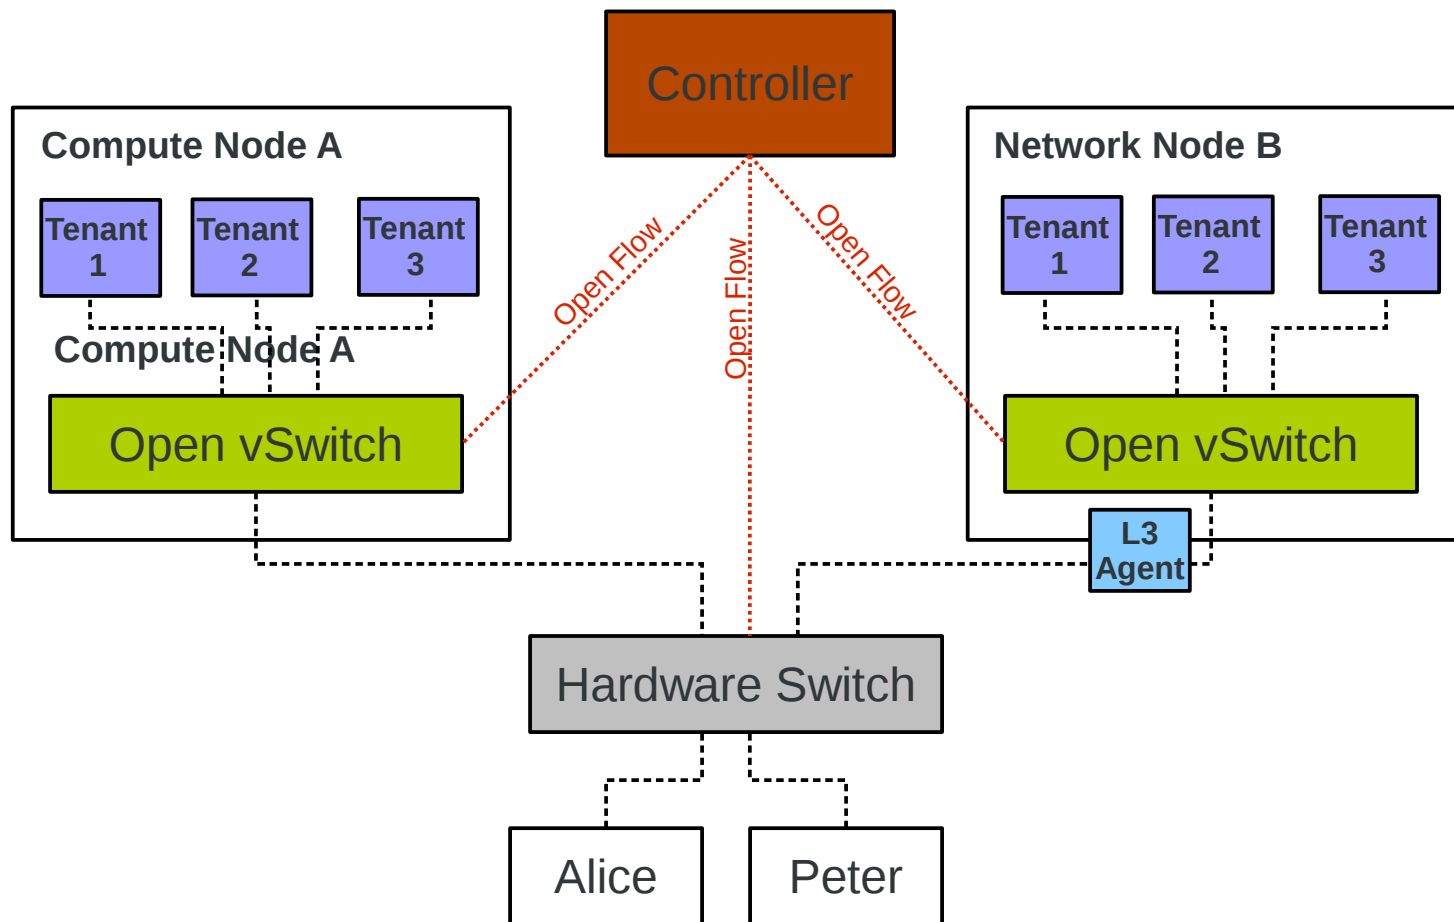 Controller
Compute Node A
Tenant
1
Tenant
2
Tenant
3
Compute Node A
Open vSwitch
Open Flow
Open Flow
Open Flow
Network Node B
Tenant
1
Tenant
2
Tenant
3
Open vSwitch
L3
Agent
Hardware Switch
Alice
Peter